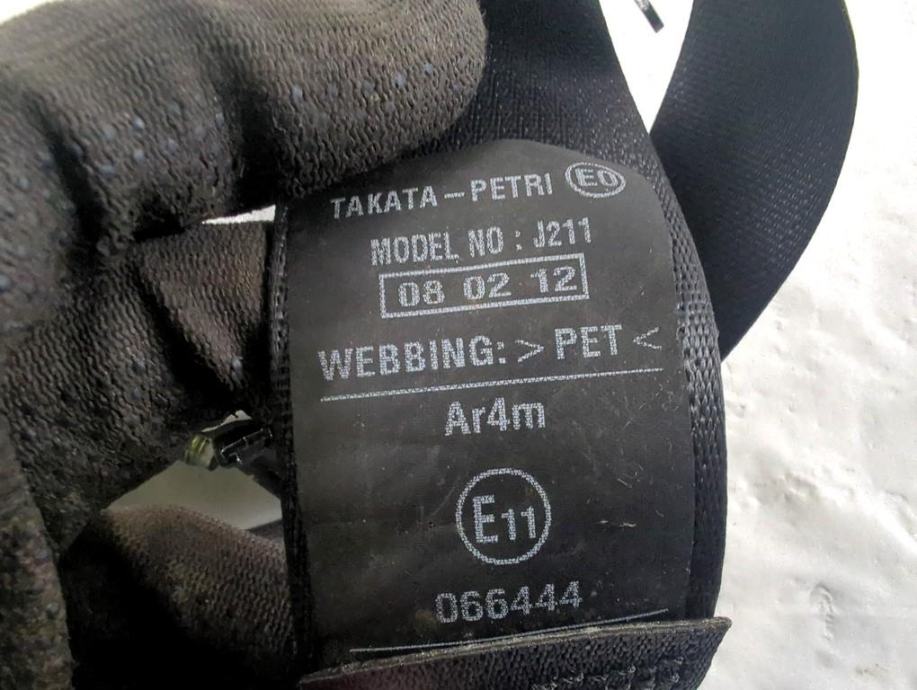 TAKATA-PETRI E0
MODEL NO: J211
08 02 12
WEBBING: >PET<
Ar4m
E11
066444